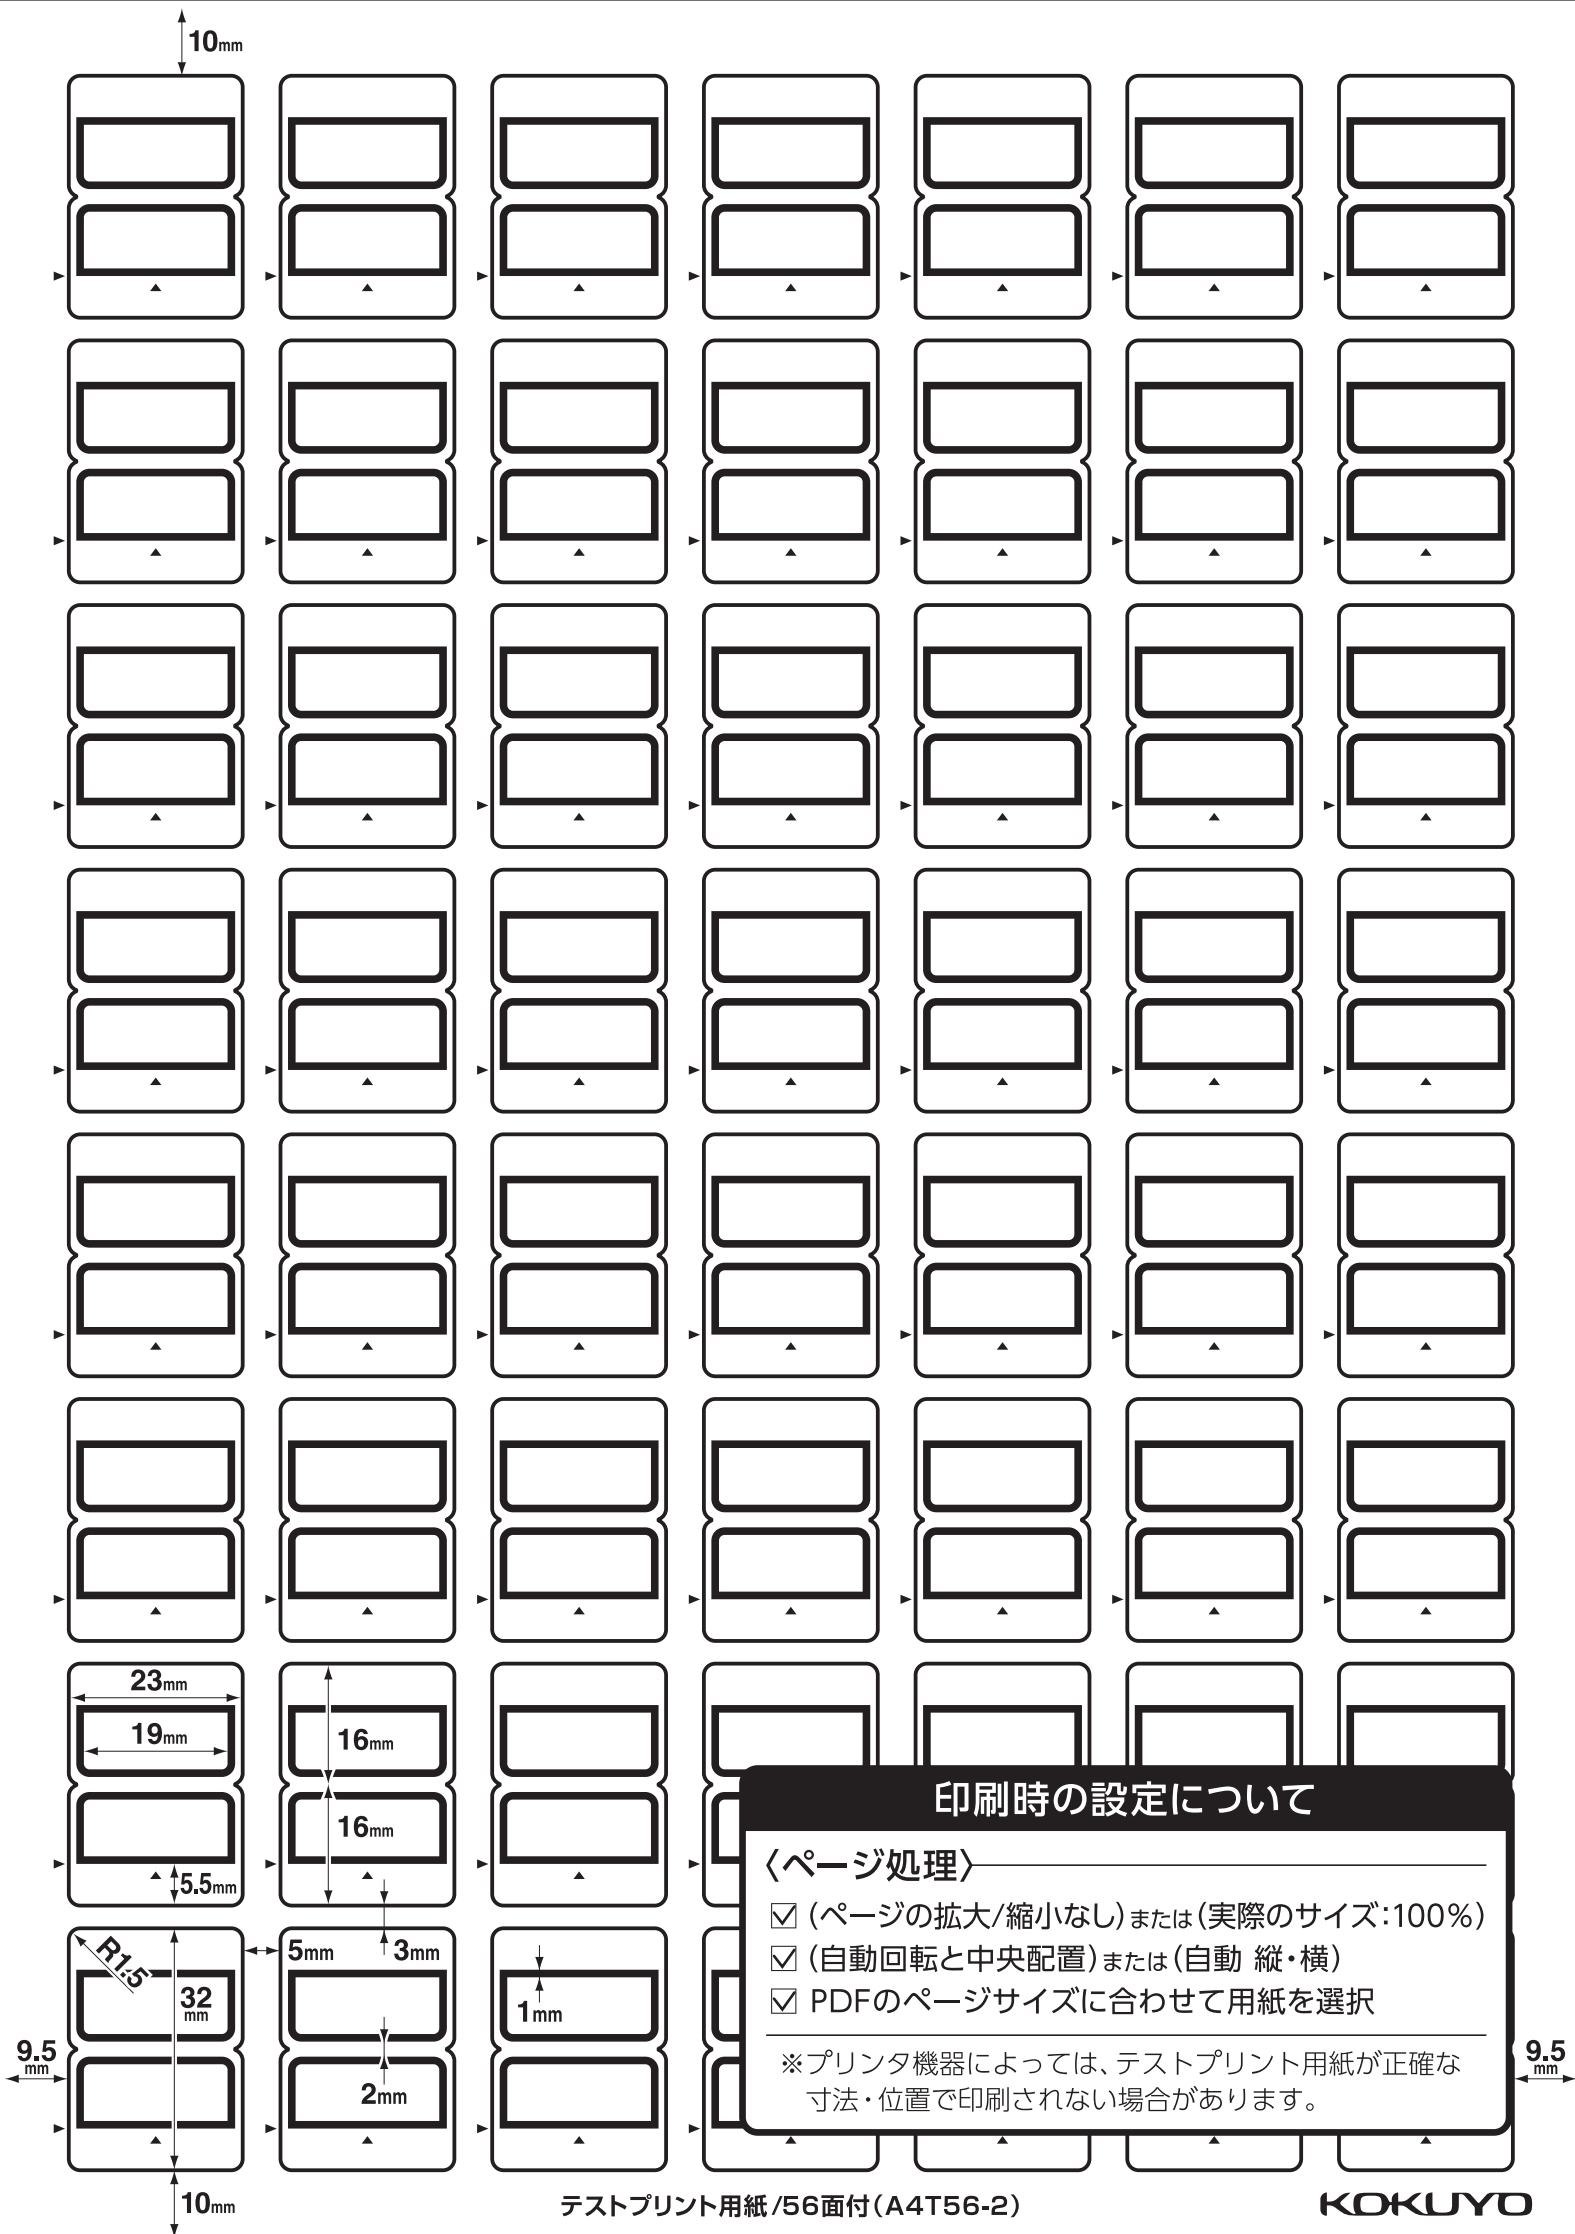 10mm
23mm
19mm
16mm
16mm
5.5mm
R1.5
32mm
5mm
3mm
1mm
2mm
9.5mm
10mm
印刷時の設定について
〈ページ処理〉
☑ (ページの拡大/縮小なし)または(実際のサイズ:100%)
☑ (自動回転と中央配置)または(自動 縦・横)
☑ PDFのページサイズに合わせて用紙を選択
※プリンタ機器によっては、テストプリント用紙が正確な
寸法・位置で印刷されない場合があります。
9.5mm
テストプリント用紙/56面付(A4T56-2)
KOKUYO